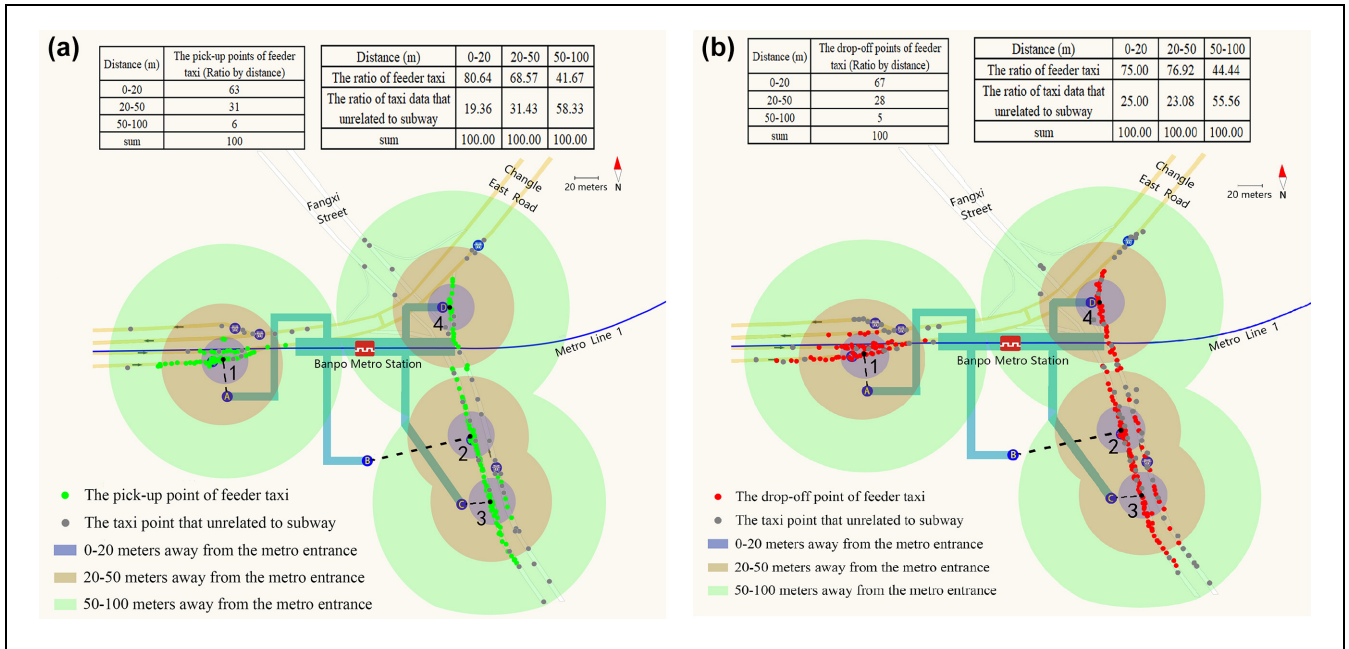 (a)
Distance (m) The pick-up points of feeder taxi (Ratio by distance)
0-20 63
20-50 31
50-100 6
sum 100
Distance (m) 0-20 20-50 50-100
The ratio of feeder taxi 80.64 68.57 41.67
The ratio of taxi data that unrelated to subway 19.36 31.43 58.33
sum 100.00 100.00 100.00
Changle
East Road
20 meters
N
Fangxi
Street
D
4
Metro Line 1
Banpo Metro Station
1
A
2
B
C
3
The pick-up point of feeder taxi
The taxi point that unrelated to subway
0-20 meters away from the metro entrance
20-50 meters away from the metro entrance
50-100 meters away from the metro entrance
(b)
Distance (m) The drop-off points of feeder taxi (Ratio by distance)
0-20 67
20-50 28
50-100 5
sum 100
Distance (m) 0-20 20-50 50-100
The ratio of feeder taxi 75.00 76.92 44.44
The ratio of taxi data that unrelated to subway 25.00 23.08 55.56
sum 100.00 100.00 100.00
Changle
East Road
20 meters
N
Fangxi
Street
D
4
Metro Line 1
Banpo Metro Station
1
A
2
B
C
3
The drop-off point of feeder taxi
The taxi point that unrelated to subway
0-20 meters away from the metro entrance
20-50 meters away from the metro entrance
50-100 meters away from the metro entrance